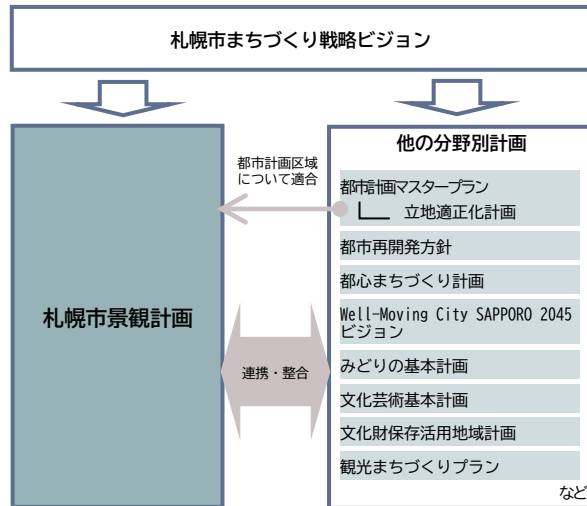 札幌市まちづくり戦略ビジョン
札幌市景観計画
都市計画区域
について適合
連携・整合
他の分野別計画
都市計画マスタープラン
立地適正化計画
都市再開発方針
都心まちづくり計画
Well-Moving City SAPPORO 2045
ビジョン
みどりの基本計画
文化芸術基本計画
文化財保存活用地域計画
観光まちづくりプラン
など